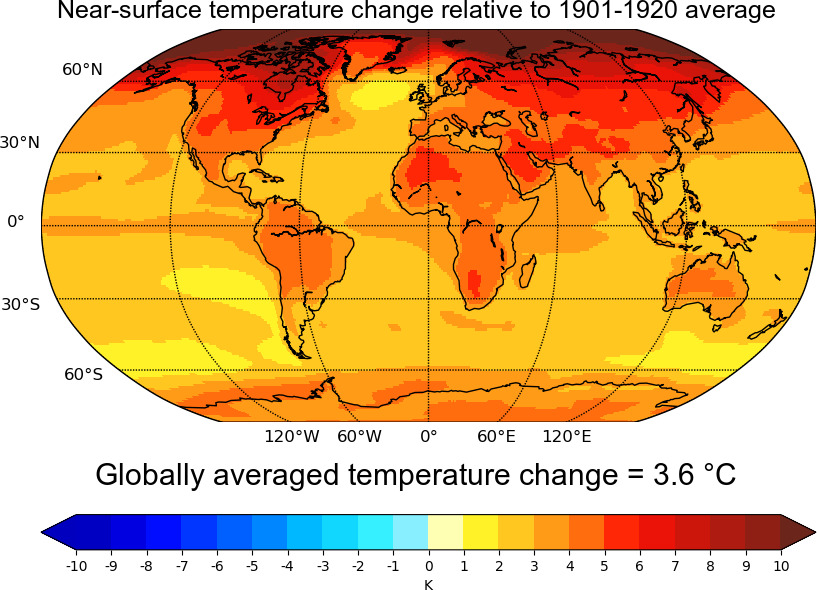 Near-surface temperature change relative to 1901-1920 average
60°N
30°N
0°
30°S
60°S
120°W 60°W 0° 60°E 120°E
Globally averaged temperature change = 3.6 °C
-10 -9 -8 -7 -6 -5 -4 -3 -2 -1 0 1 2 3 4 5 6 7 8 9 10
K